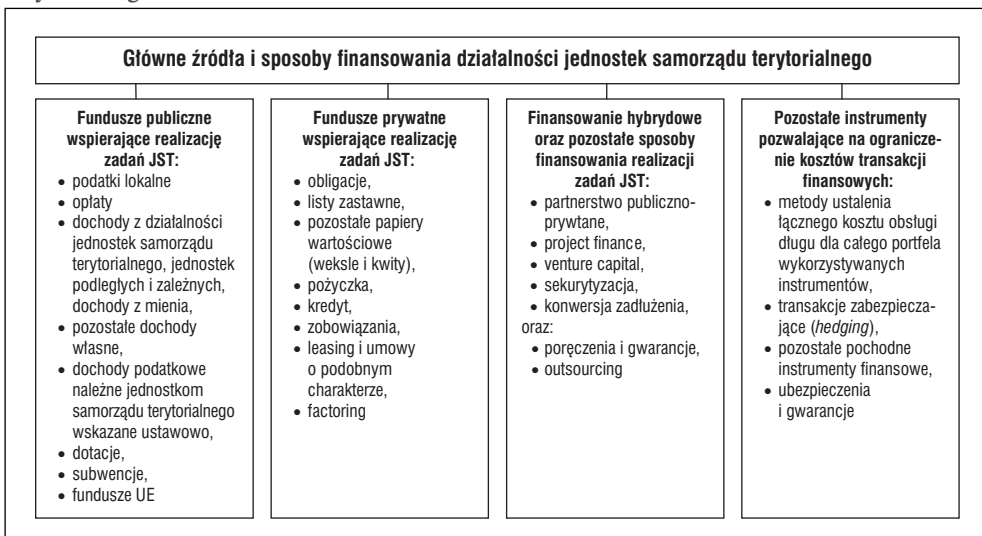 Główne źródła i sposoby finansowania działalności jednostek samorządu terytorialnego
Fundusze publiczne
wspierające realizację
zadań JST:
• podatki lokalne
• opłaty
• dochody z działalności
jednostek samorządu
terytorialnego, jednostek
podległych i zależnych,
dochody z mienia,
• pozostałe dochody
własne,
• dochody podatkowe
należne jednostkom
samorządu terytorialnego
wskazane ustawowo,
• dotacje,
• subwencje,
• fundusze UE
Fundusze prywatne
wspierające realizację
zadań JST:
• obligacje,
• listy zastawne,
• pozostałe papiery
wartościowe
(weksle i kwity),
• pożyczka,
• kredyt,
• zobowiązania,
• leasing i umowy
o podobnym
charakterze,
• factoring
Finansowanie hybrydowe
oraz pozostałe sposoby
finansowania realizacji
zadań JST:
• partnerstwo publiczno-
prywtane,
• project finance,
• venture capital,
• sekurytyzacja,
• konwersja zadłużenia,
oraz:
• poręczenia i gwarancje,
• outsourcing
Pozostałe instrumenty
pozwalające na ogranicze-
nie kosztów transakcji
finansowych:
• metody ustalenia
łącznego kosztu obsługi
długu dla całego portfela
wykorzystywanych
instrumentów,
• transakcje zabezpiecza-
jące (hedging),
• pozostałe pochodne
instrumenty finansowe,
• ubezpieczenia
i gwarancje